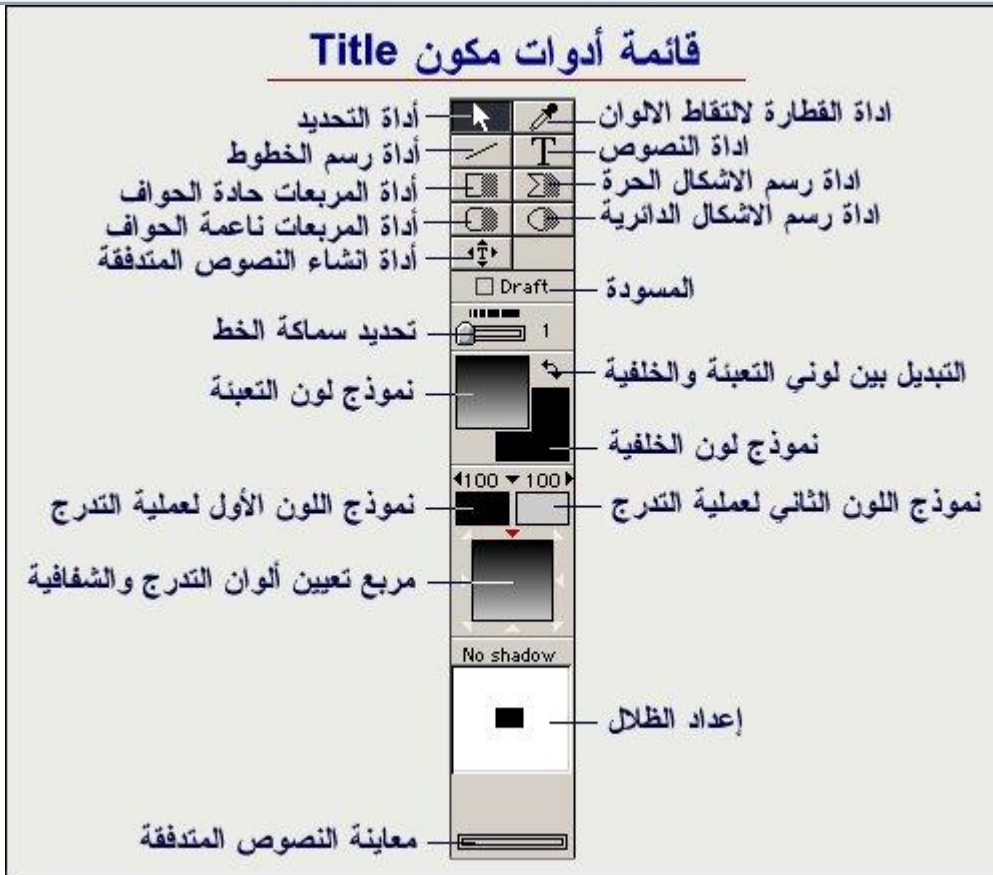 قائمة أدوات مكون Title
اداة القطارة لالتقاط الالوان
أداة التحديد
اداة النصوص
أداة رسم الخطوط
اداة رسم الاشكال الحرة
أداة المربعات حادة الحواف
اداة رسم الاشكال الدائرية
أداة المربعات ناعمة الحواف
أداة انشاء النصوص المتدفقة
Draft
المسودة
1
تحديد سماكة الخط
التبديل بين لوني التعبئة والخلفية
نموذج لون التعبئة
نموذج لون الخلفية
100 100
نموذج اللون الثاني لعملية التدرج
نموذج اللون الأول لعملية التدرج
مربع تعيين ألوان التدرج والشفافية
No shadow
إعداد الظلال
معاينة النصوص المتدفقة